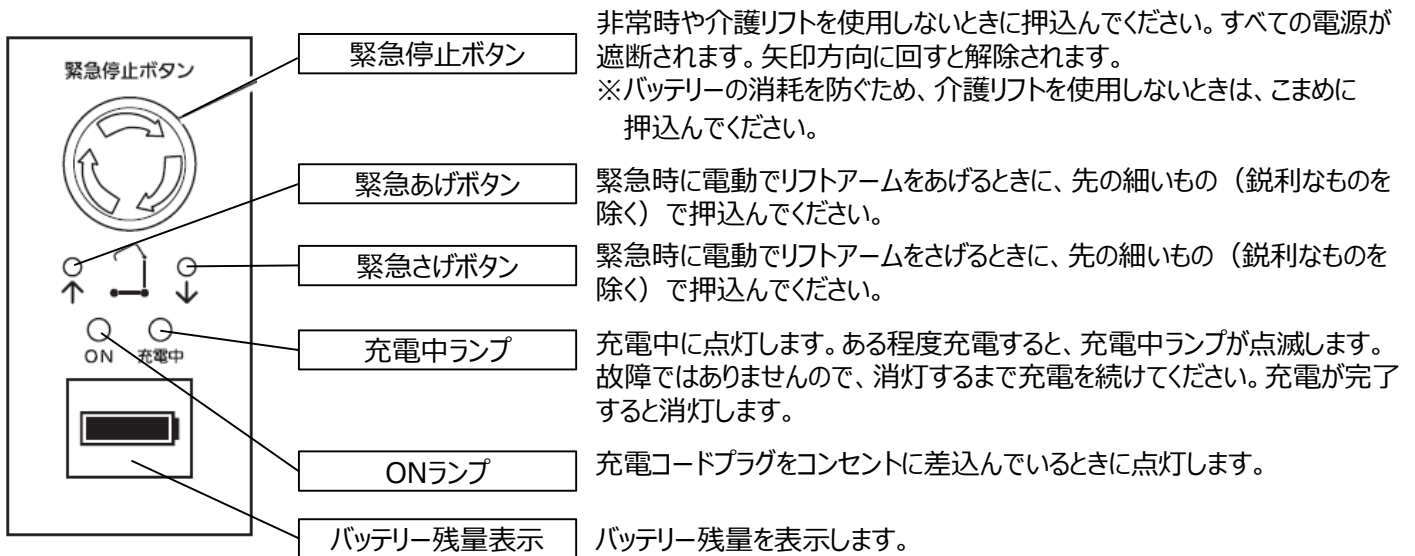 緊急停止ボタン
ON 充電中
緊急停止ボタン
非常時や介護リフトを使用しないときに押込んでください。すべての電源が
遮断されます。矢印方向に回すと解除されます。
※バッテリーの消耗を防ぐため、介護リフトを使用しないときは、こまめに
押込んでください。
緊急あげボタン
緊急時に電動でリフトアームをあげるときに、先の細いもの（鋭利なものを
除く）で押込んでください。
緊急さげボタン
緊急時に電動でリフトアームをさげるときに、先の細いもの（鋭利なものを
除く）で押込んでください。
充電中ランプ
充電中に点灯します。ある程度充電すると、充電中ランプが点滅します。
故障ではありませんので、消灯するまで充電を続けてください。充電が完了
すると消灯します。
ONランプ
充電コードプラグをコンセントに差込んでいるときに点灯します。
バッテリー残量表示
バッテリー残量を表示します。